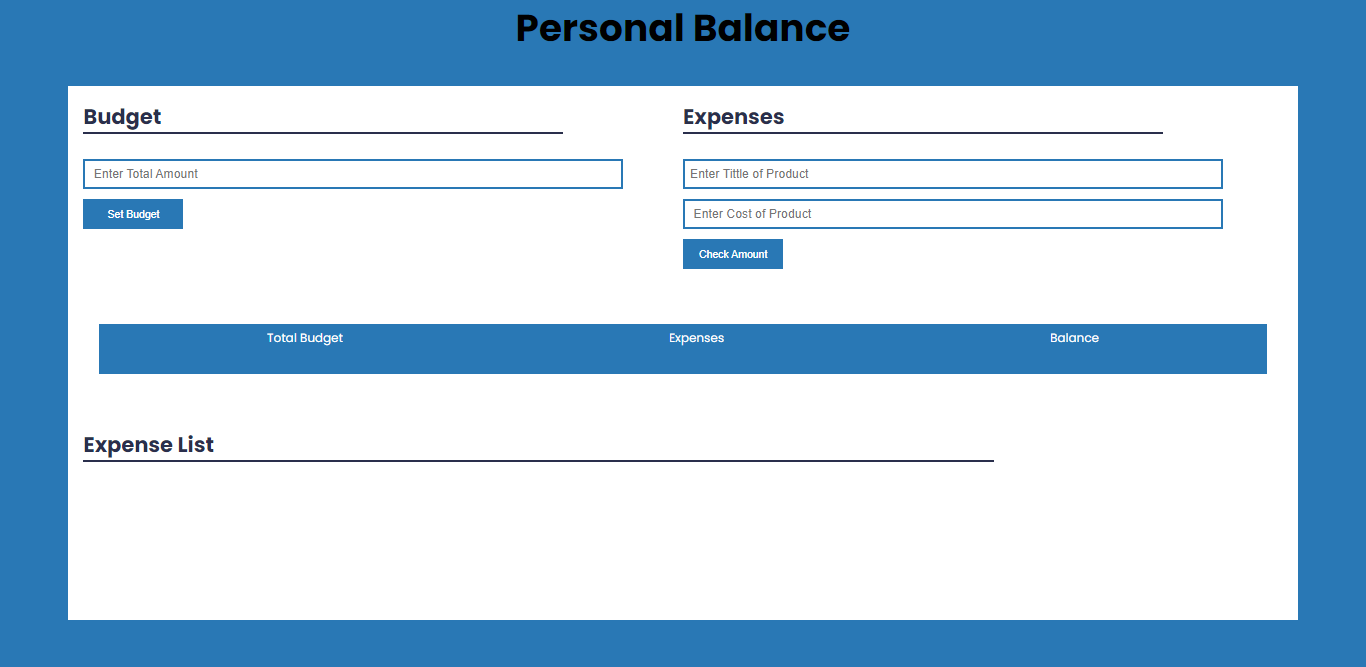 Personal Balance
Budget
Enter Total Amount
Set Budget
Expenses
Enter Tittle of Product
Enter Cost of Product
Check Amount
Total Budget
Expenses
Balance
Expense List